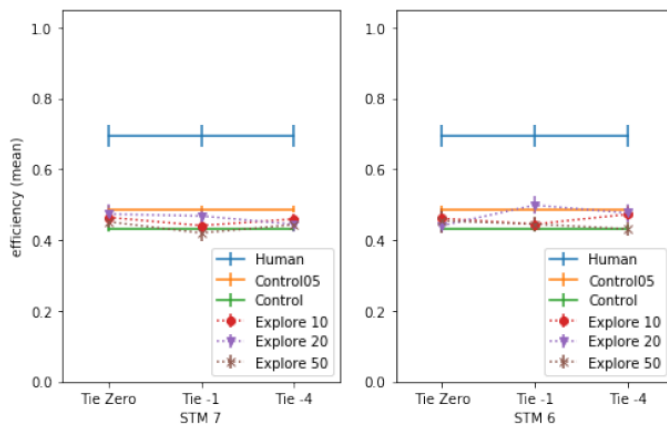 efficiency (mean)
1.0
0.8
0.6
0.4
0.2
0.0
Human
Control05
Control
Explore 10
Explore 20
Explore 50
Tie Zero
Tie -1
Tie -4
STM 7
1.0
0.8
0.6
0.4
0.2
0.0
Human
Control05
Control
Explore 10
Explore 20
Explore 50
Tie Zero
Tie -1
Tie -4
STM 6